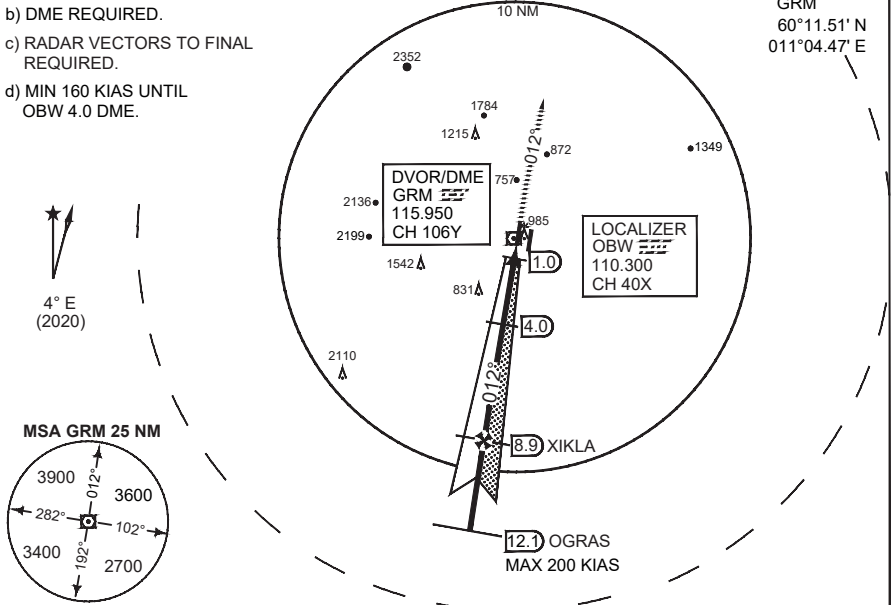 b) DME REQUIRED.
c) RADAR VECTORS TO FINAL
REQUIRED.
d) MIN 160 KIAS UNTIL
OBW 4.0 DME.
10 NM
GRM
60°11.51' N
011°04.47' E
2352
1784
1215
012°
872
1349
757
DVOR/DME
GRM
115.950
CH 106Y
2136
2199
985
LOCALIZER
OBW
110.300
CH 40X
1542
1.0
831
4° E
(2020)
4.0
2110
012°
8.9 XIKLA
MSA GRM 25 NM
3900
012°
3600
282°
102°
3400
192°
2700
12.1 OGRAS
MAX 200 KIAS